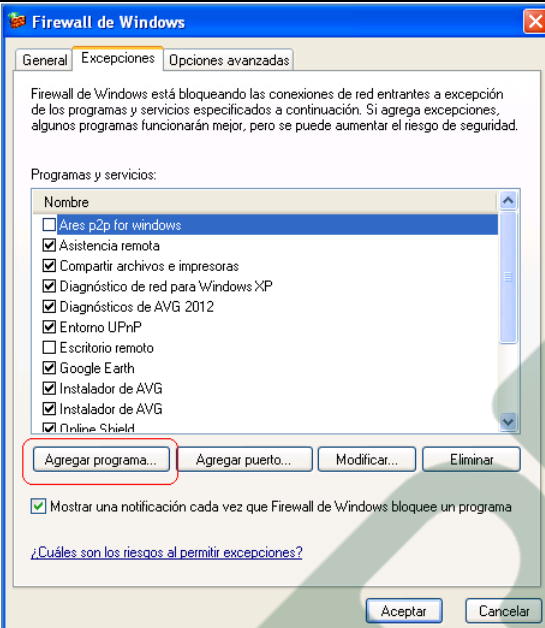 Firewall de Windows
General Excepciones Opciones avanzadas
Firewall de Windows está bloqueando las conexiones de red entrantes a excepción
de los programas y servicios especificados a continuación. Si agrega excepciones,
algunos programas funcionarán mejor, pero se puede aumentar el riesgo de seguridad.
Programas y servicios:
Nombre
Ares p2p for windows
Asistencia remota
Compartir archivos e impresoras
Diagnóstico de red para Windows XP
Diagnósticos de AVG 2012
Entorno UPnP
Escritorio remoto
Google Earth
Instalador de AVG
Instalador de AVG
Online Shield
Agregar programa... Agregar puerto... Modificar... Eliminar
Mostrar una notificación cada vez que Firewall de Windows bloquee un programa
¿Cuáles son los riesgos al permitir excepciones?
Aceptar Cancelar